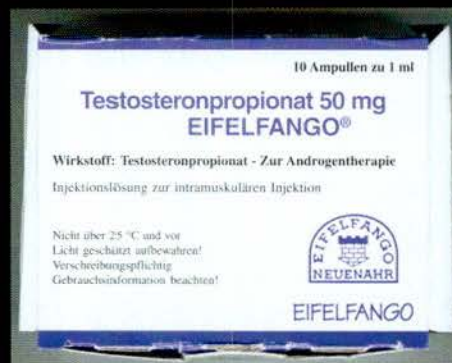 10 Ampullen zu 1 ml
Testosteronpropionat 50 mg
EIFELFANGO®
Wirkstoff: Testosteronpropionat - Zur Androgentherapie
Injektionslösung zur intramuskulären Injektion
Nicht über 25 °C und vor
Licht geschützt aufbewahren!
Verschreibungspflichtig
Gebrauchsinformation beachten!
EIFELFANGO
NEUENAHR
EIFELFANGO